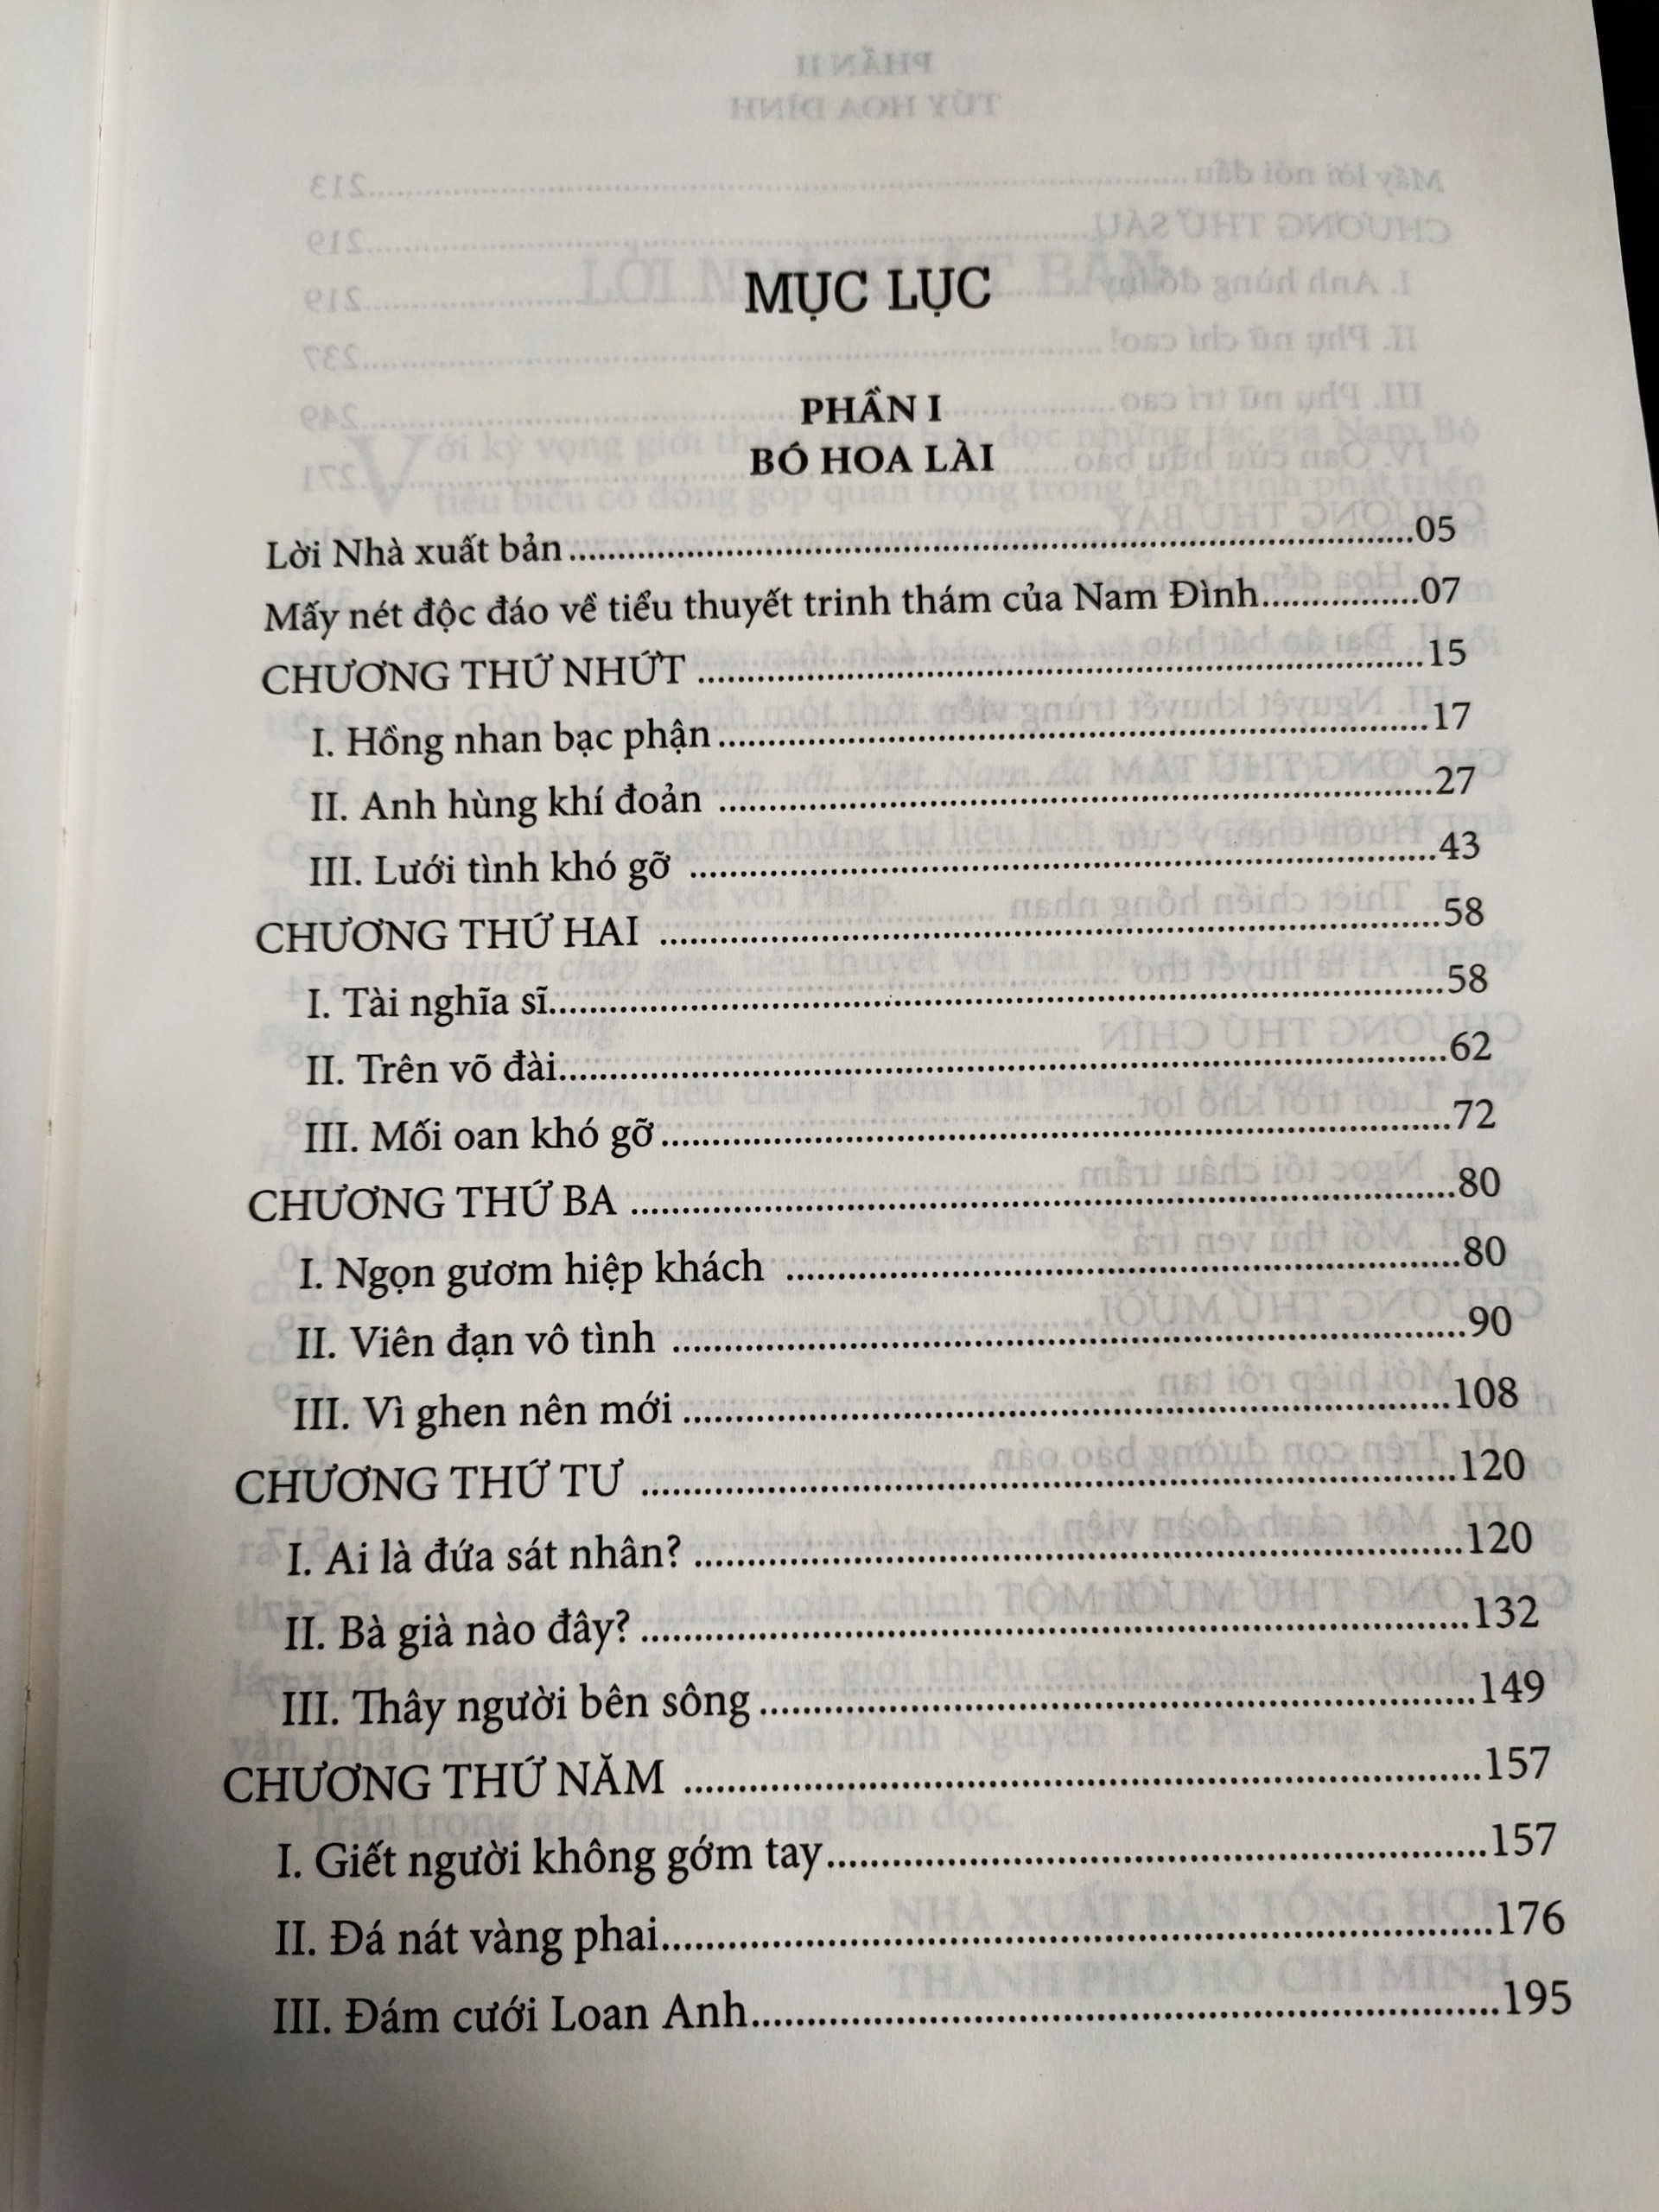 MỤC LỤC
PHẦN I
BÓ HOA LÀI
Lời Nhà xuất bản..........05
Mấy nét độc đáo về tiểu thuyết trinh thám của Nam Đình..........07
CHƯƠNG THỨ NHỨT..........15
I. Hồng nhan bạc phận..........17
II. Anh hùng khí đoản..........27
III. Lưới tình khó gỡ..........43
CHƯƠNG THỨ HAI..........58
I. Tài nghĩa sĩ..........58
II. Trên võ đài..........62
III. Mối oan khó gỡ..........72
CHƯƠNG THỨ BA..........80
I. Ngọn gươm hiệp khách..........80
II. Viên đạn vô tình..........90
III. Vì ghen nên mới..........108
CHƯƠNG THỨ TƯ..........120
I. Ai là đứa sát nhân?..........120
II. Bà già nào đây?..........132
III. Thây người bên sông..........149
CHƯƠNG THỨ NĂM..........157
I. Giết người không gớm tay..........157
II. Đá nát vàng phai..........176
III. Đám cưới Loan Anh..........195